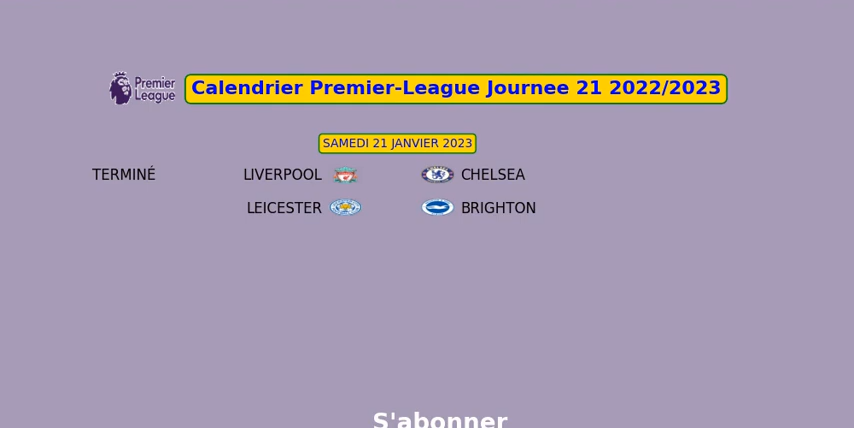 Premier League
Calendrier Premier-League Journee 21 2022/2023
SAMEDI 21 JANVIER 2023
TERMINÉ LIVERPOOL CHELSEA
LEICESTER BRIGHTON
S'abonner